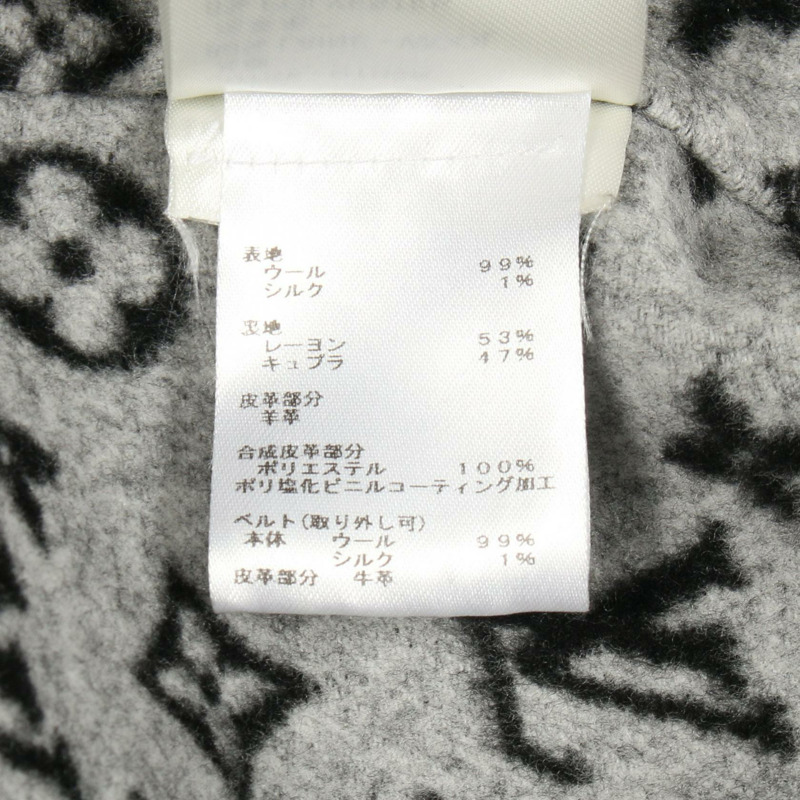 表地
ウール 99%
シルク 1%
裏地
レーヨン 53%
キュプラ 47%
皮革部分
羊革
合成皮革部分
ポリエステル 100%
ポリ塩化ビニルコーティング加工
ベルト(取り外し可)
本体 ウール 99%
シルク 1%
皮革部分 牛革